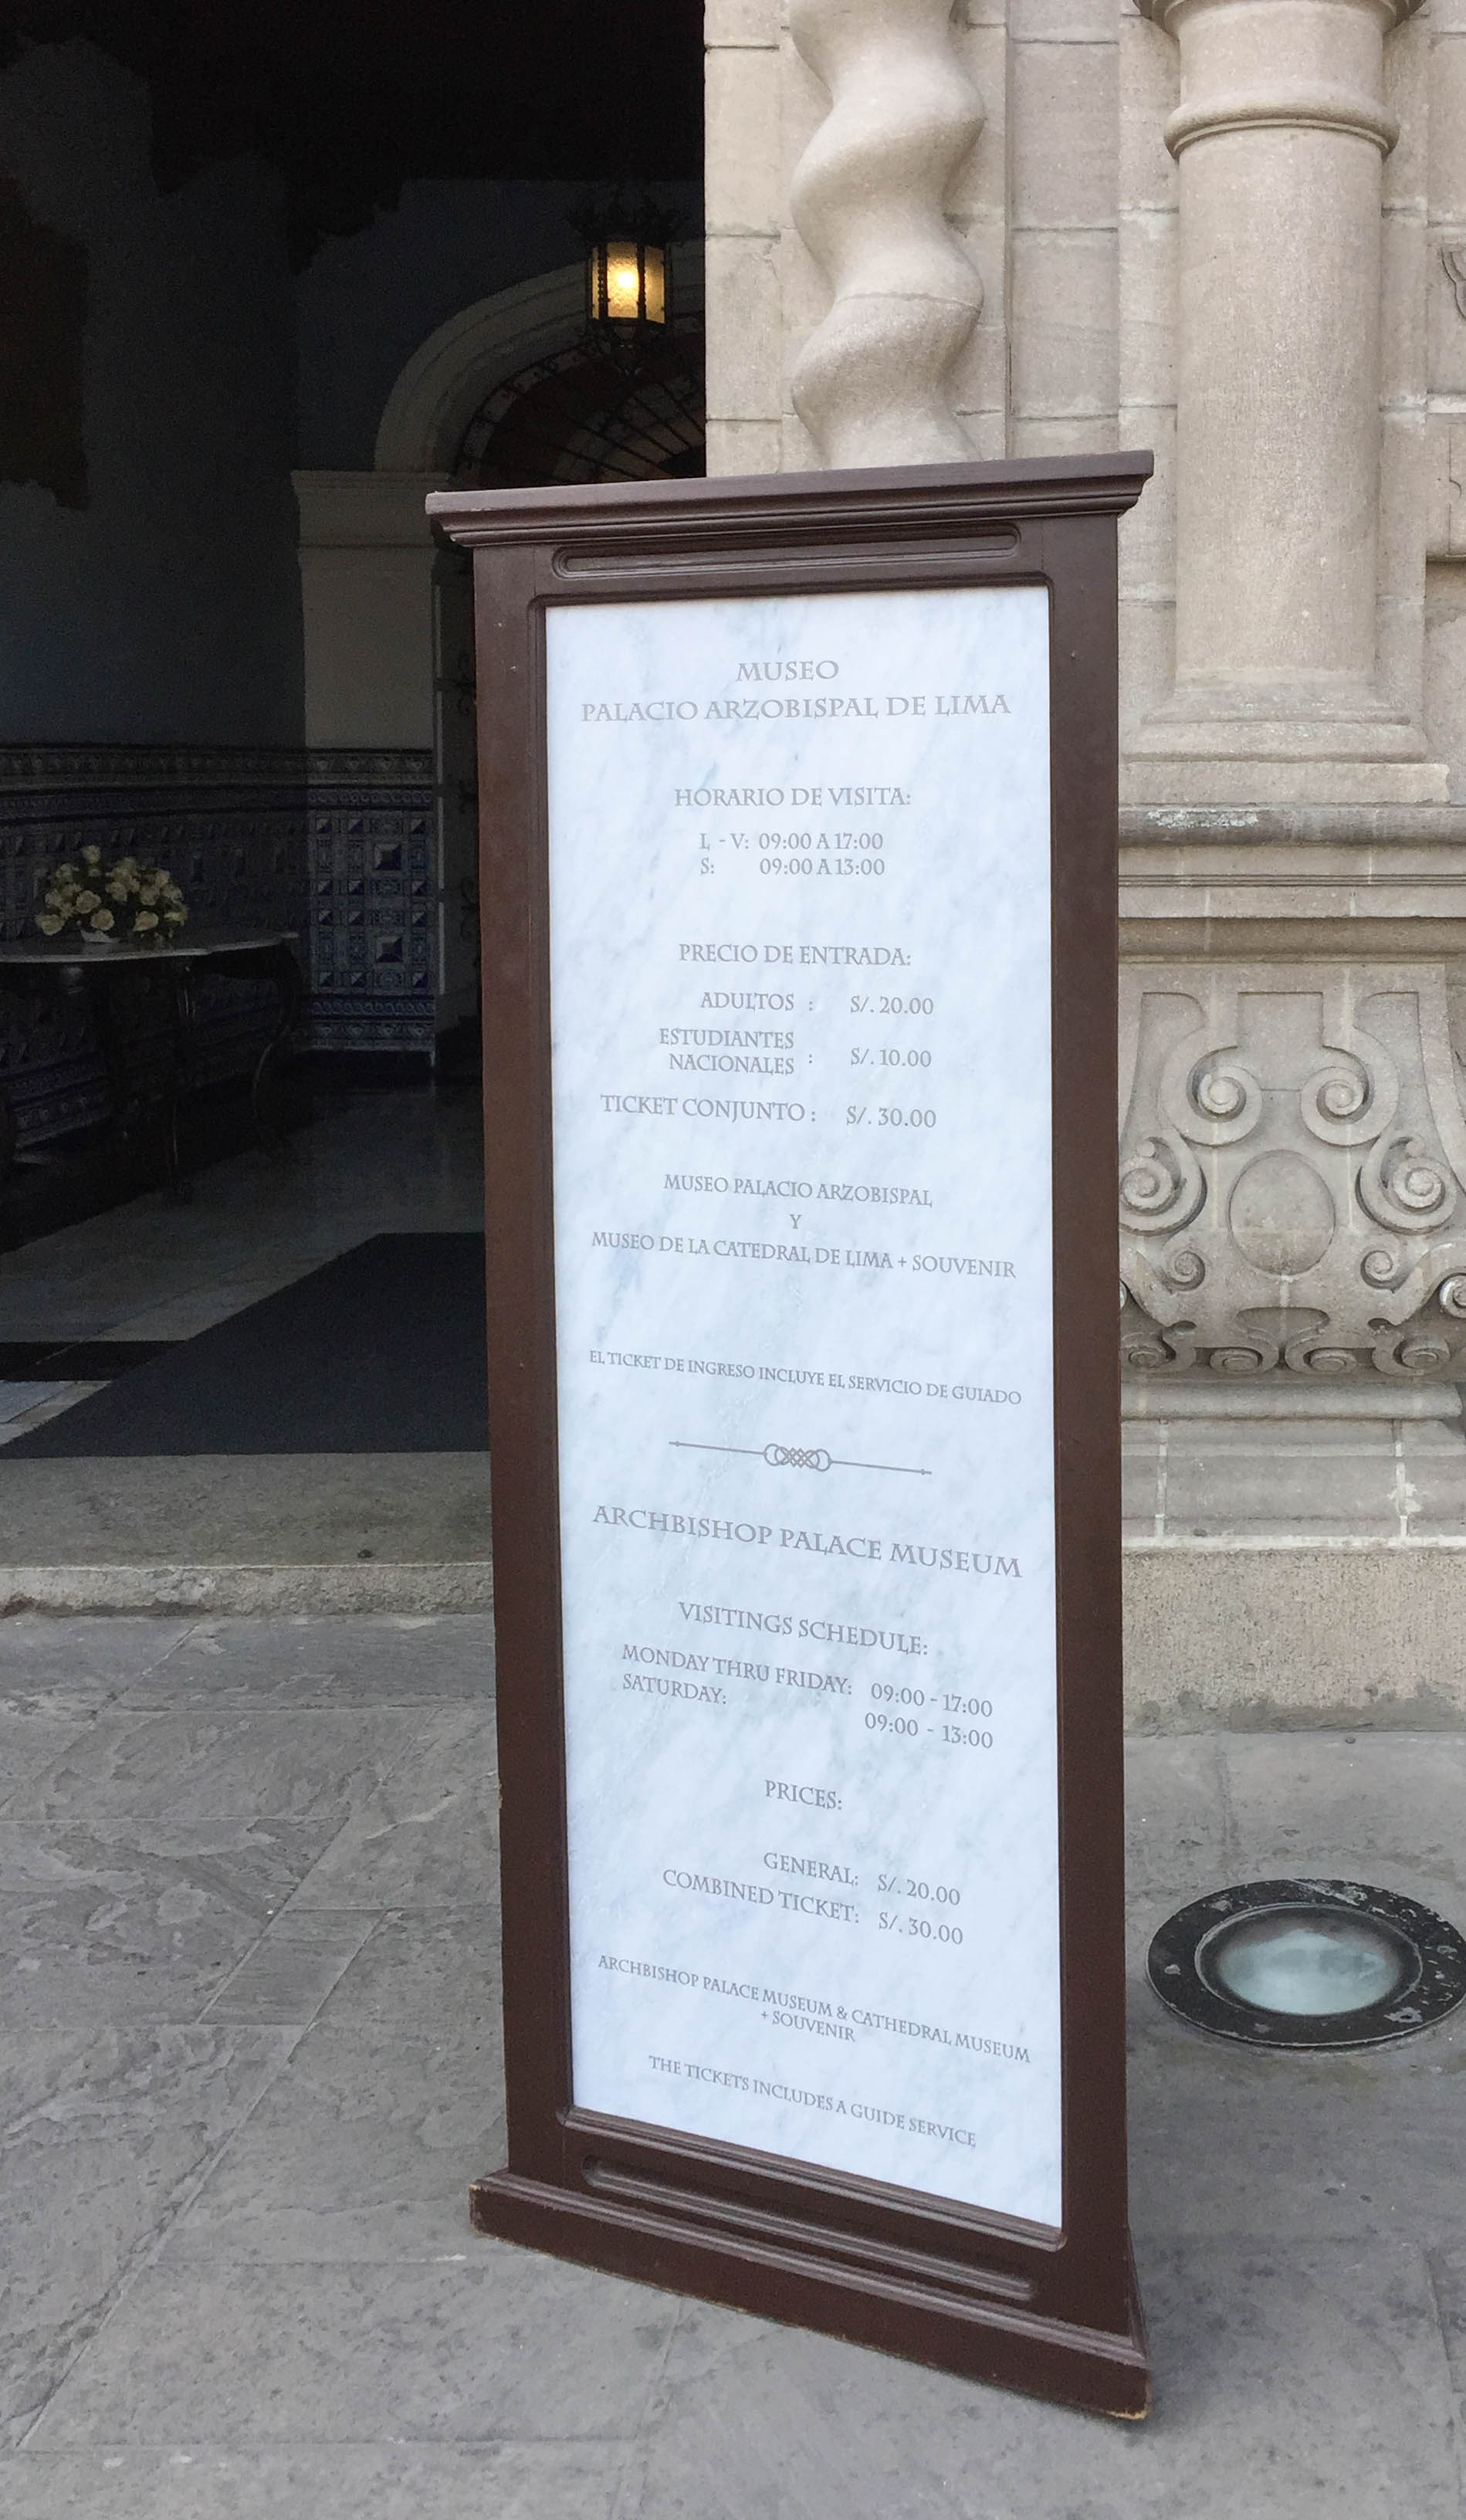 MUSEO
PALACIO ARZOBISPAL DE LIMA
HORARIO DE VISITA:
L - V: 09:00 A 17:00
S: 09:00 A 13:00
PRECIO DE ENTRADA:
ADULTOS : S/. 20.00
ESTUDIANTES
NACIONALES : S/. 10.00
TICKET CONJUNTO : S/. 30.00
MUSEO PALACIO ARZOBISPAL
Y
MUSEO DE LA CATEDRAL DE LIMA + SOUVENIR
EL TICKET DE INGRESO INCLUYE EL SERVICIO DE GUIADO
ARCHBISHOP PALACE MUSEUM
VISITINGS SCHEDULE:
MONDAY THRU FRIDAY: 09:00 - 17:00
SATURDAY: 09:00 - 13:00
PRICES:
GENERAL: S/. 20.00
COMBINED TICKET: S/. 30.00
ARCHBISHOP PALACE MUSEUM & CATHEDRAL MUSEUM
+ SOUVENIR
THE TICKETS INCLUDES A GUIDE SERVICE